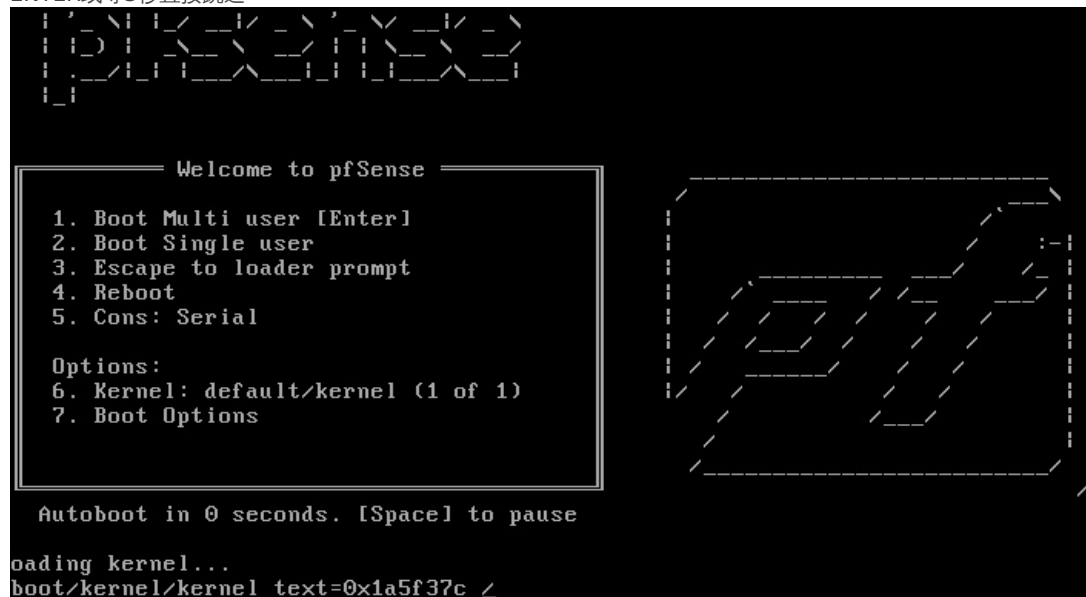 pfsense
Welcome to pfSense
1. Boot Multi user [Enter]
2. Boot Single user
3. Escape to loader prompt
4. Reboot
5. Cons: Serial
Options:
6. Kernel: default/kernel (1 of 1)
7. Boot Options
pf
Autoboot in 0 seconds. [Space] to pause
oading kernel...
boot/kernel/kernel text=0x1a5f37c /